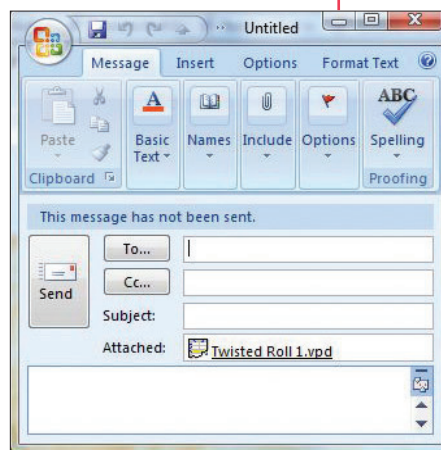 Untitled
Message Insert Options Format Text
Paste
Basic Text
Names
Include
Options
ABC
Spelling
Clipboard
Proofing
This message has not been sent.
Send
To...
Cc...
Subject:
Attached: Twisted Roll 1.vpd